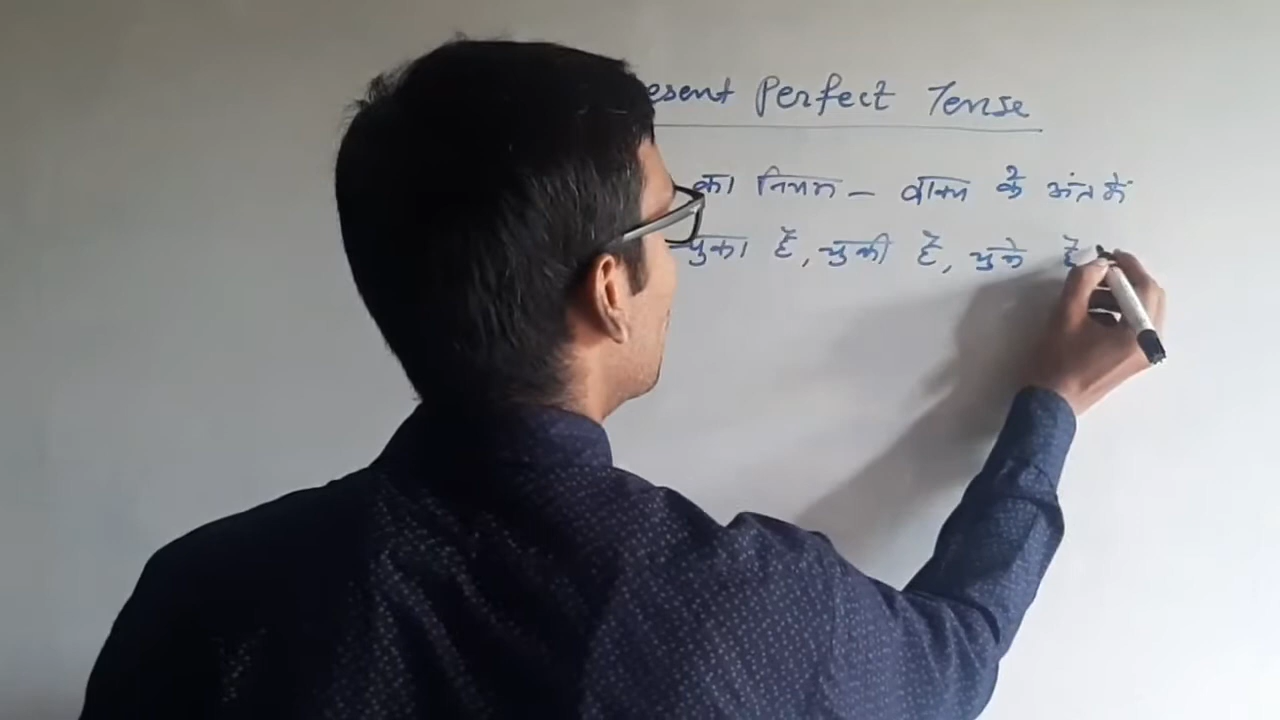 esent Perfect Tense
का नियम - वाक्य के अंत में
चुका है, चुकी है, चुके है